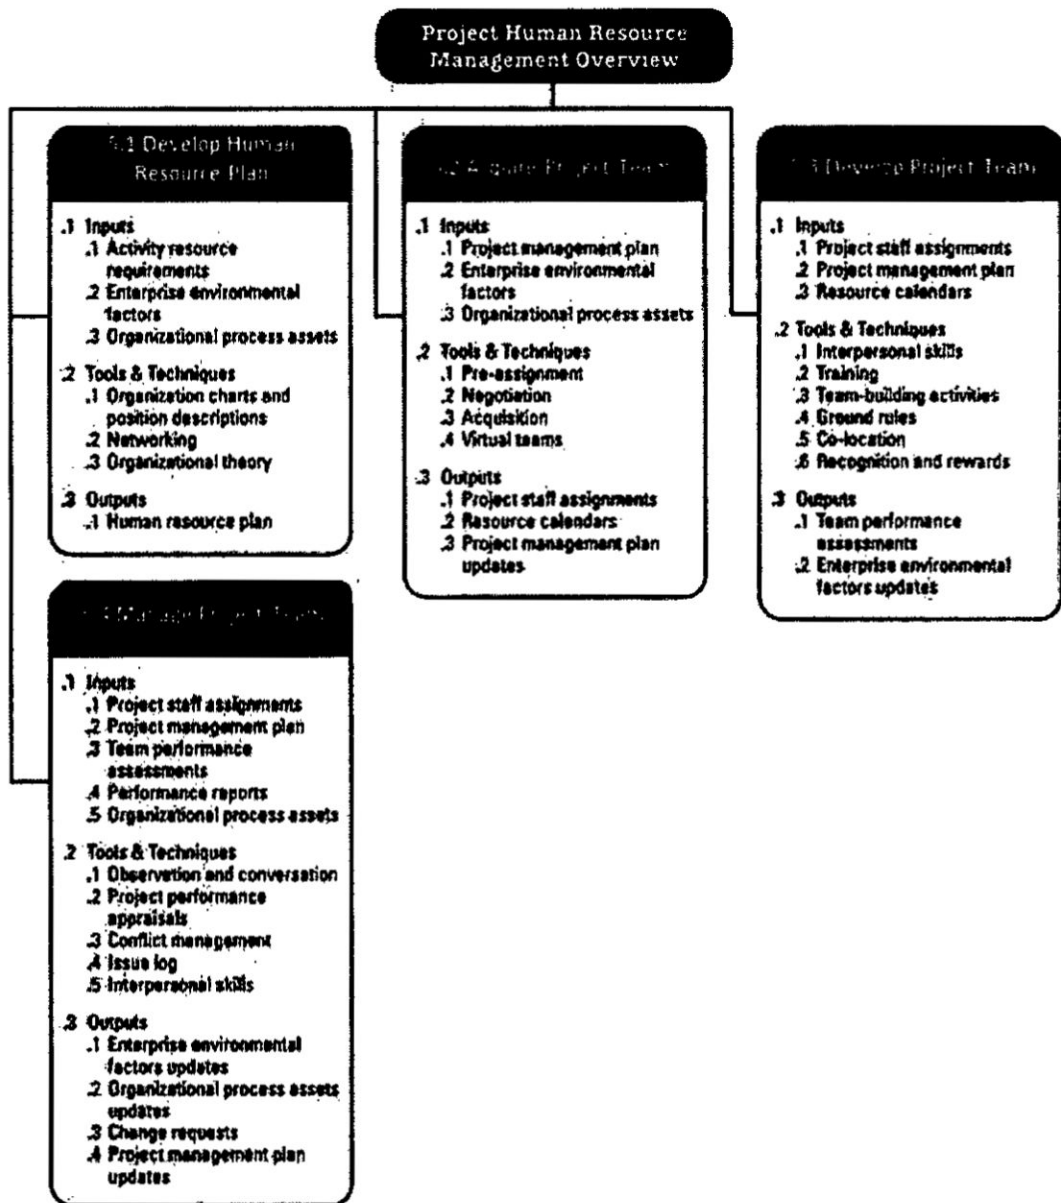 Project Human Resource
Management Overview
.1 Develop Human
Resource Plan
.1 Inputs
.1 Activity resource
requirements
.2 Enterprise environmental
factors
.3 Organizational process assets
.2 Tools & Techniques
.1 Organization charts and
position descriptions
.2 Networking
.3 Organizational theory
.3 Outputs
.1 Human resource plan
Project Team
.1 Inputs
.1 Project management plan
.2 Enterprise environmental
factors
.3 Organizational process assets
.2 Tools & Techniques
.1 Pre-assignment
.2 Negotiation
.3 Acquisition
.4 Virtual teams
.3 Outputs
.1 Project staff assignments
.2 Resource calendars
.3 Project management plan
updates
Develop Project Team
.1 Inputs
.1 Project staff assignments
.2 Project management plan
.3 Resource calendars
.2 Tools & Techniques
.1 Interpersonal skills
.2 Training
.3 Team-building activities
.4 Ground rules
.5 Co-location
.6 Recognition and rewards
.3 Outputs
.1 Team performance
assessments
.2 Enterprise environmental
factors updates
Manage Project Team
.1 Inputs
.1 Project staff assignments
.2 Project management plan
.3 Team performance
assessments
.4 Performance reports
.5 Organizational process assets
.2 Tools & Techniques
.1 Observation and conversation
.2 Project performance
appraisals
.3 Conflict management
.4 Issue log
.5 Interpersonal skills
.3 Outputs
.1 Enterprise environmental
factors updates
.2 Organizational process assets
updates
.3 Change requests
.4 Project management plan
updates